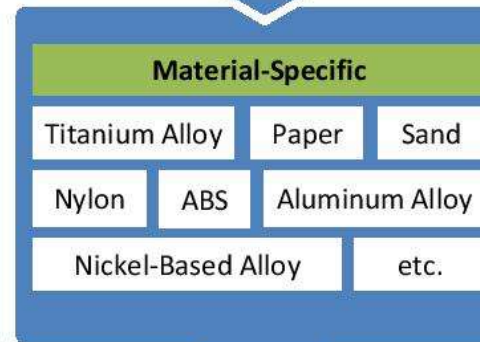 Material-Specific
Titanium Alloy Paper Sand
Nylon ABS Aluminum Alloy
Nickel-Based Alloy etc.